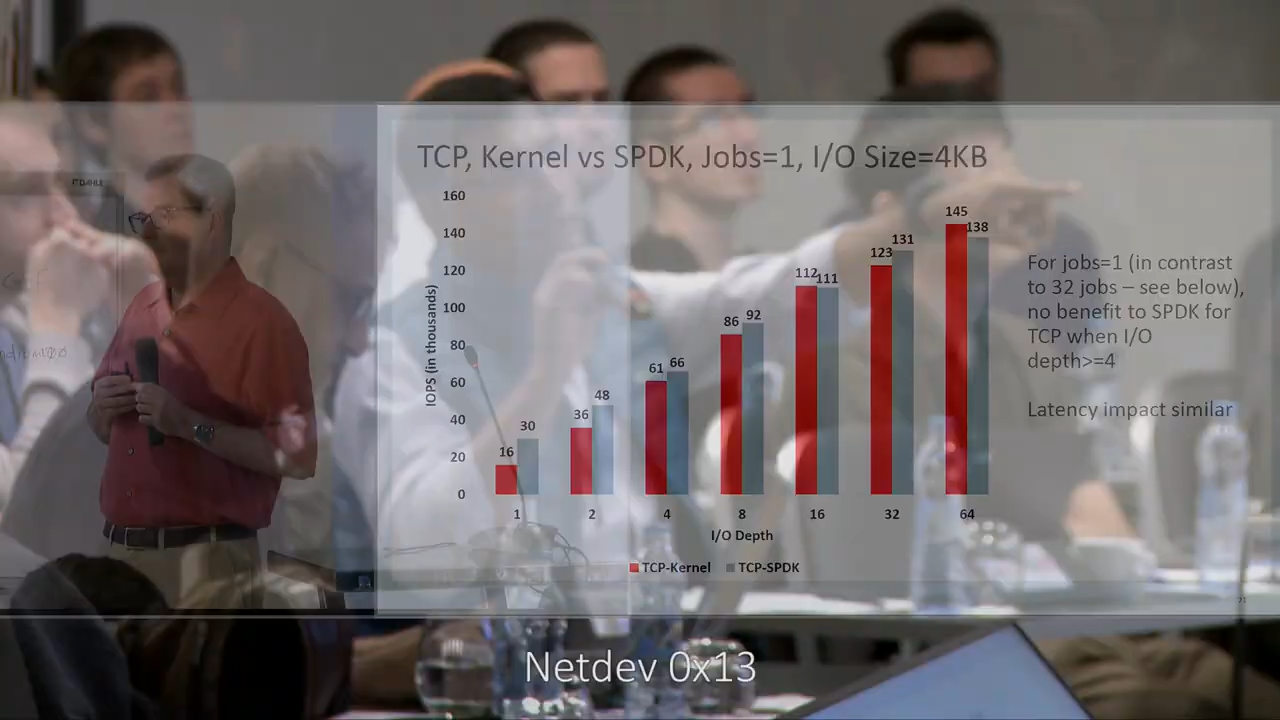 DAHLE
TCP, Kernel vs SPDK, Jobs=1, I/O Size=4KB
160
140
120
100
80
60
40
20
0
IOPS (in thousands)
16
30
36
48
61
66
86
92
112
111
123
131
145
138
1
2
4
8
16
32
64
I/O Depth
TCP-Kernel
TCP-SPDK
For jobs=1 (in contrast
to 32 jobs – see below),
no benefit to SPDK for
TCP when I/O
depth>=4
Latency impact similar
Netdev 0x13